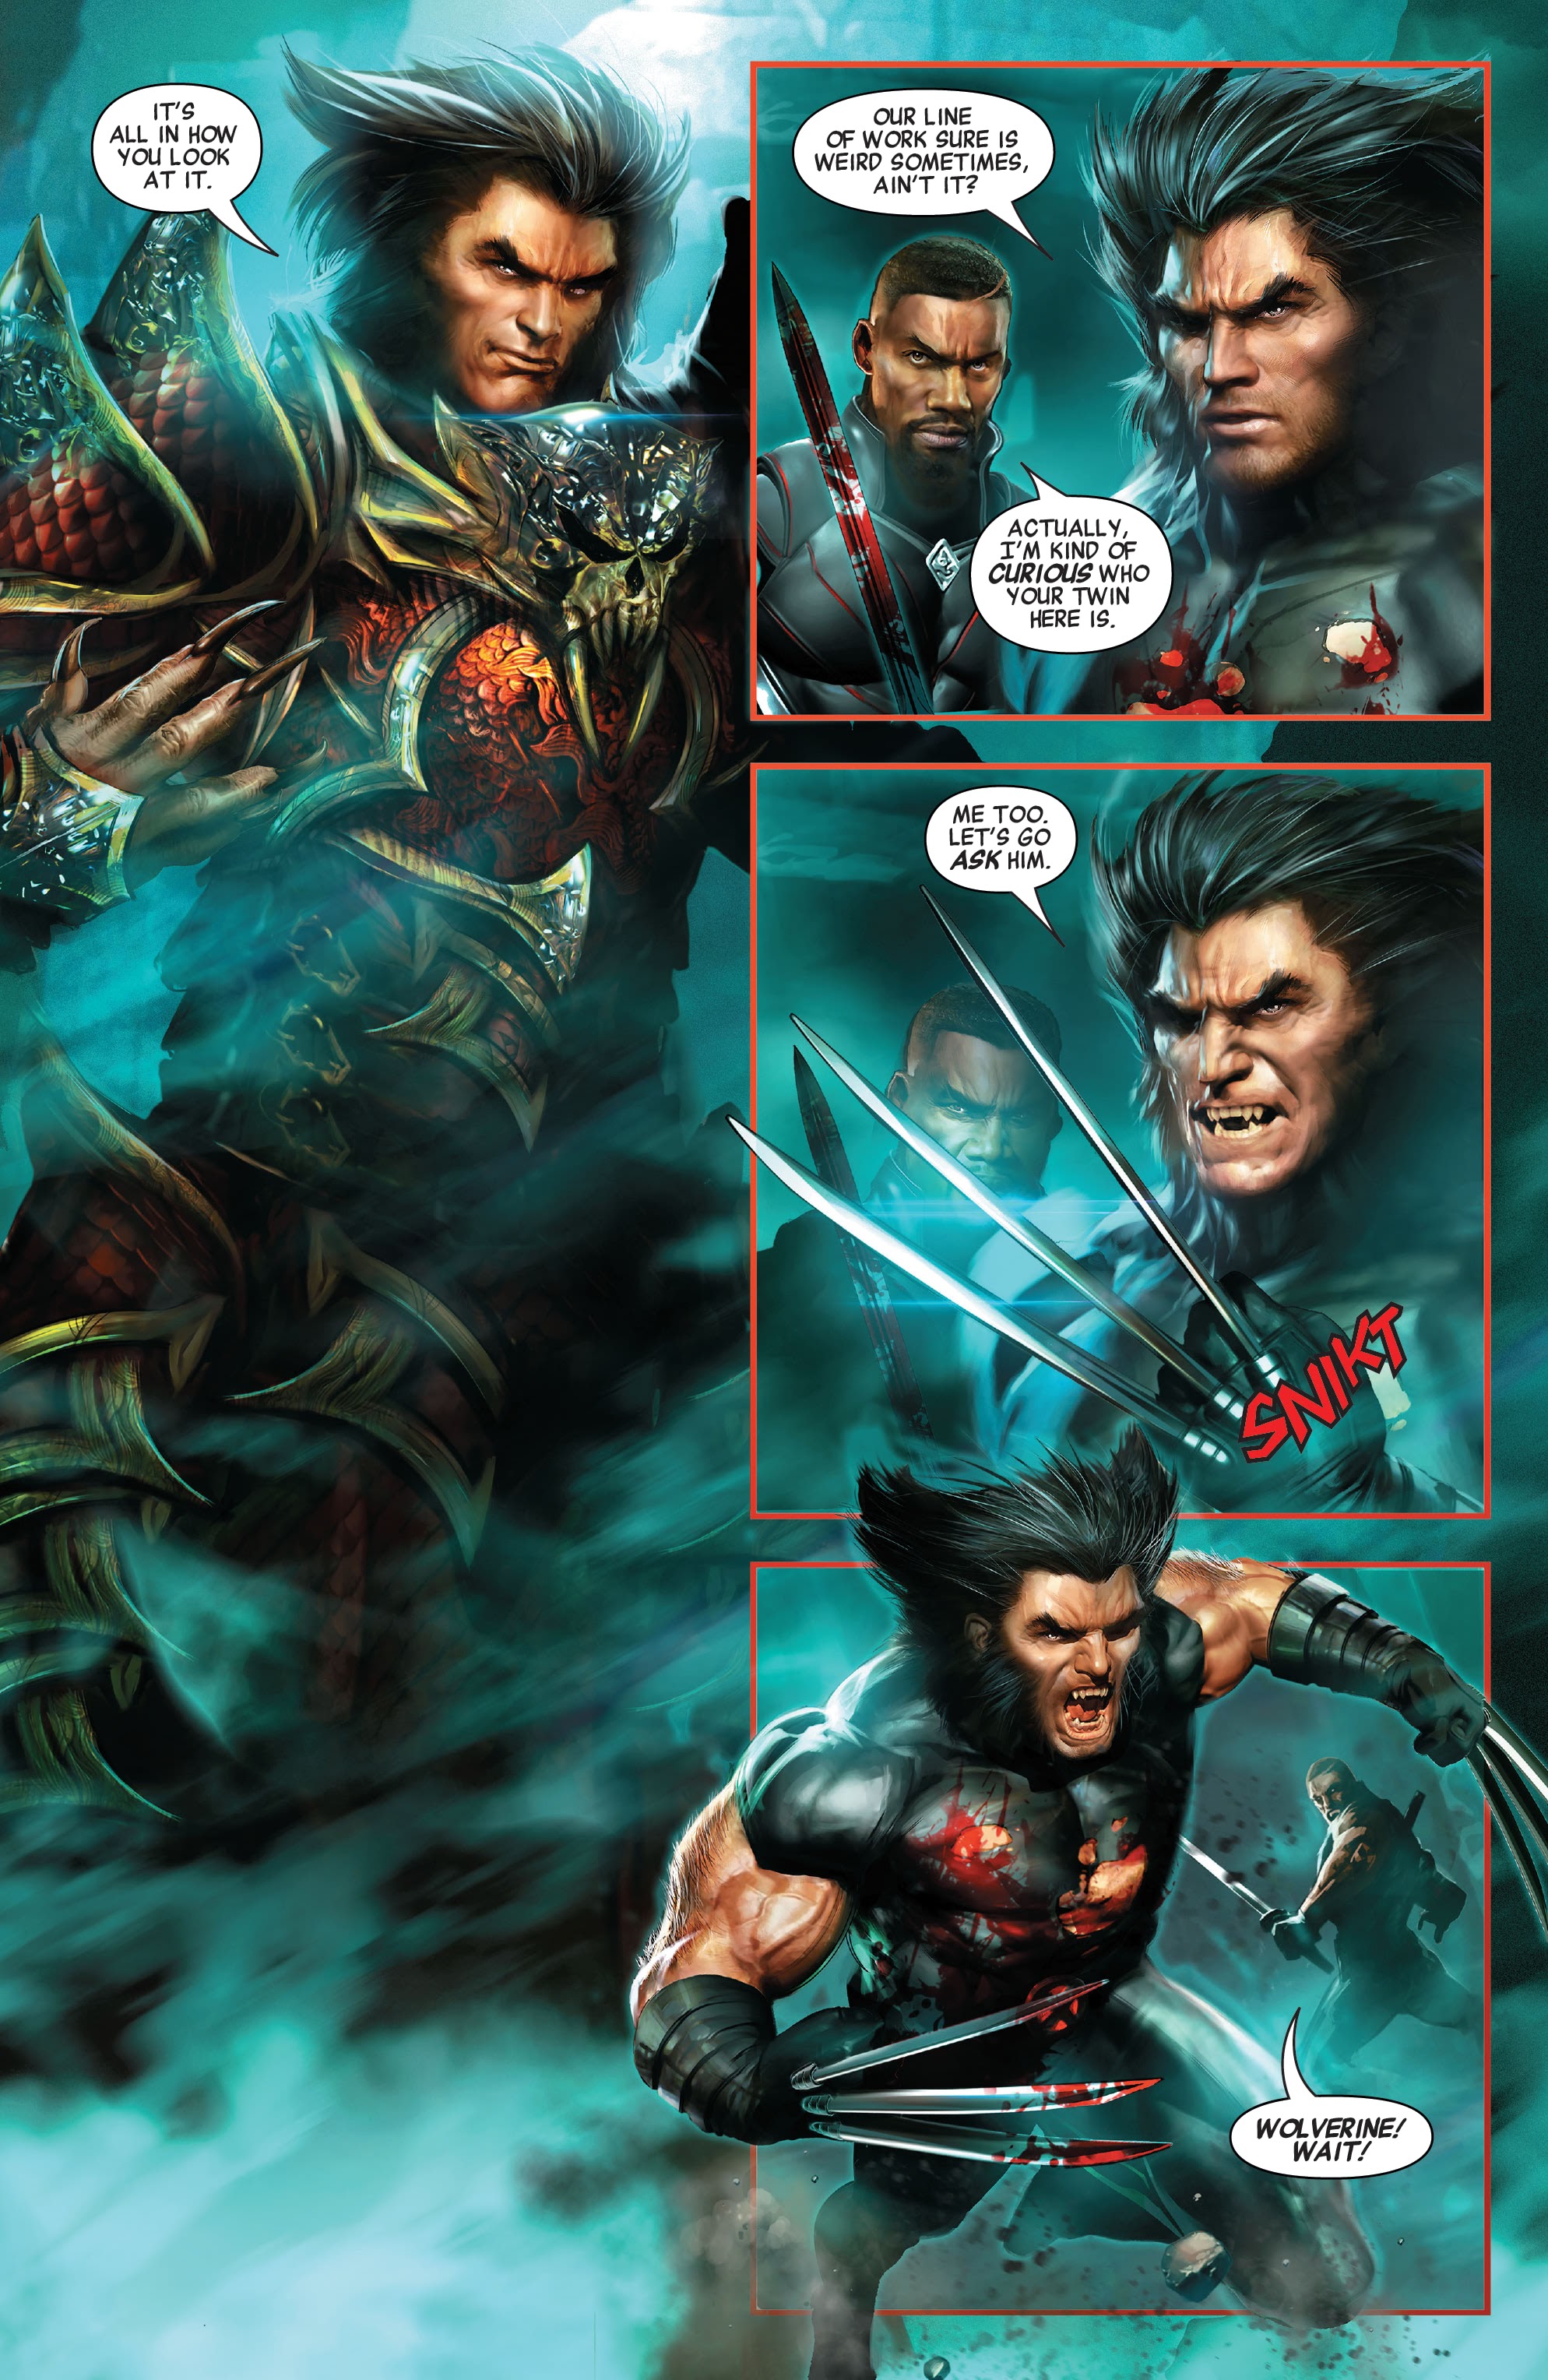 IT'S
ALL IN HOW
YOU LOOK
AT IT.
OUR LINE
OF WORK SURE IS
WEIRD SOMETIMES,
AIN'T IT?
ACTUALLY,
I'M KIND OF
CURIOUS WHO
YOUR TWIN
HERE IS.
ME TOO.
LET'S GO
ASK HIM.
SNIKT
WOLVERINE!
WAIT!